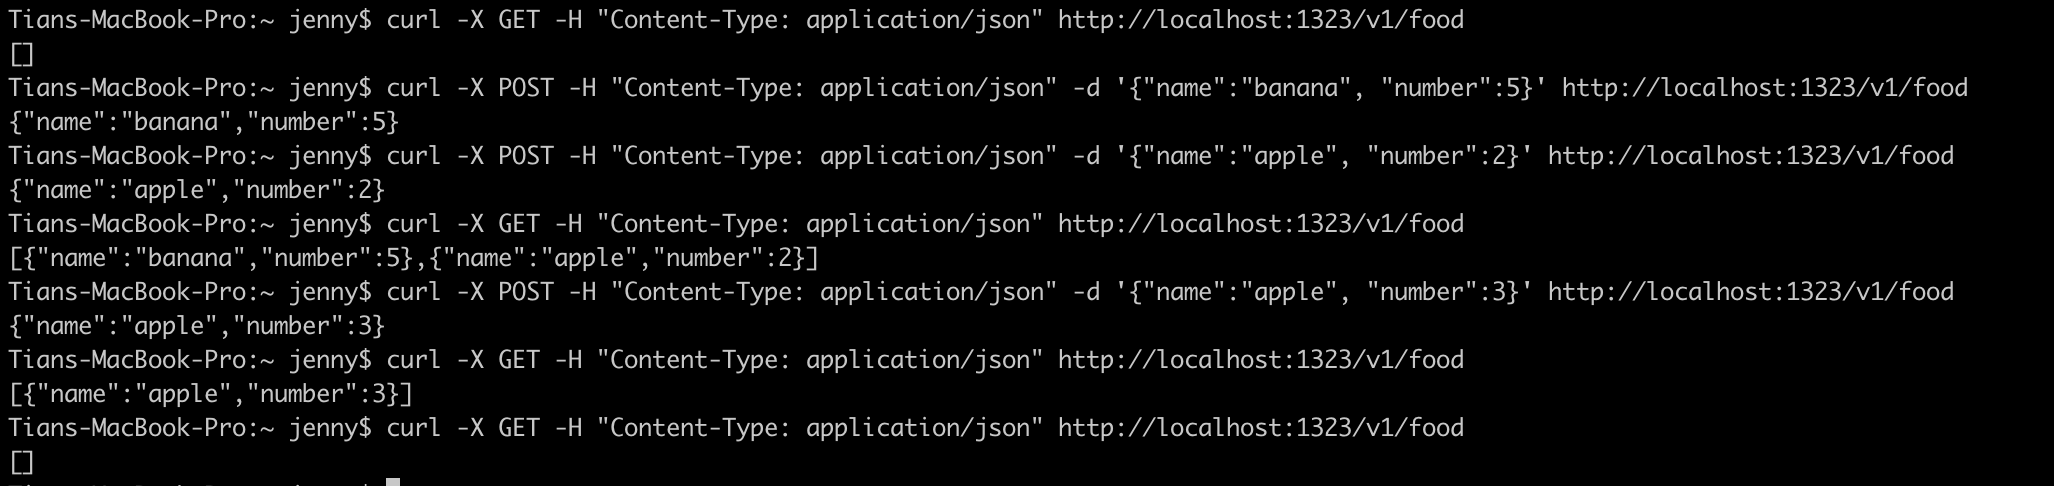 Tians-MacBook-Pro:~ jenny$ curl -X GET -H "Content-Type: application/json" http://localhost:1323/v1/food
[]
Tians-MacBook-Pro:~ jenny$ curl -X POST -H "Content-Type: application/json" -d '{"name":"banana", "number":5}' http://localhost:1323/v1/food
{"name":"banana","number":5}
Tians-MacBook-Pro:~ jenny$ curl -X POST -H "Content-Type: application/json" -d '{"name":"apple", "number":2}' http://localhost:1323/v1/food
{"name":"apple","number":2}
Tians-MacBook-Pro:~ jenny$ curl -X GET -H "Content-Type: application/json" http://localhost:1323/v1/food
[{"name":"banana","number":5},{"name":"apple","number":2}]
Tians-MacBook-Pro:~ jenny$ curl -X POST -H "Content-Type: application/json" -d '{"name":"apple", "number":3}' http://localhost:1323/v1/food
{"name":"apple","number":3}
Tians-MacBook-Pro:~ jenny$ curl -X GET -H "Content-Type: application/json" http://localhost:1323/v1/food
[{"name":"apple","number":3}]
Tians-MacBook-Pro:~ jenny$ curl -X GET -H "Content-Type: application/json" http://localhost:1323/v1/food
[]